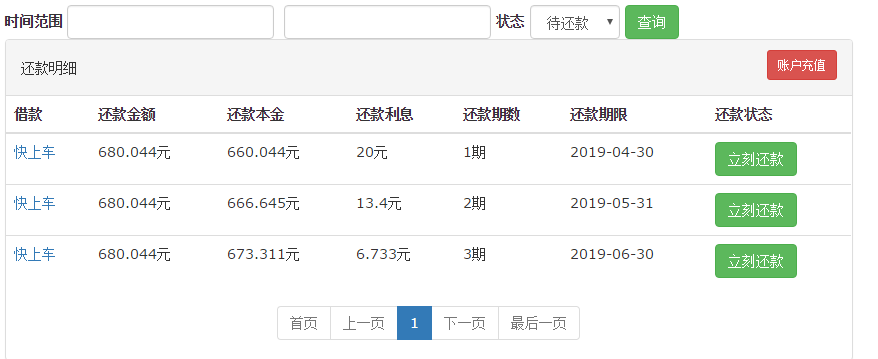 时间范围 状态 待还款 查询
还款明细 账户充值
借款 还款金额 还款本金 还款利息 还款期数 还款期限 还款状态
快上车 680.044元 660.044元 20元 1期 2019-04-30 立刻还款
快上车 680.044元 666.645元 13.4元 2期 2019-05-31 立刻还款
快上车 680.044元 673.311元 6.733元 3期 2019-06-30 立刻还款
首页 上一页 1 下一页 最后一页